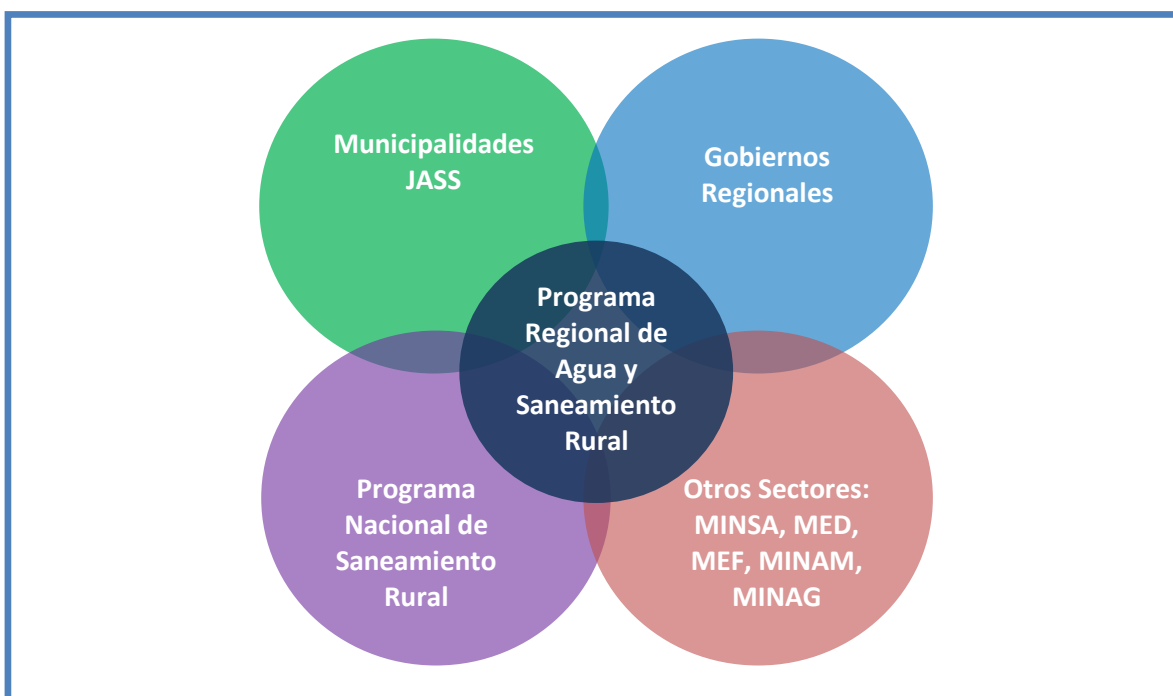 Municipalidades
JASS
Gobiernos
Regionales
Programa
Regional de
Agua y
Saneamiento
Rural
Programa
Nacional de
Saneamiento
Rural
Otros Sectores:
MINSA, MED,
MEF, MINAM,
MINAG